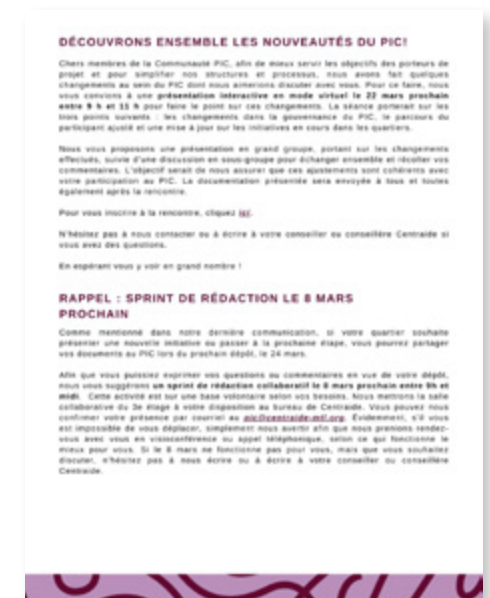 DÉCOUVRONS ENSEMBLE LES NOUVEAUTÉS DU PIC!
Chers membres de la Communauté PIC, afin de mieux servir les objectifs des porteurs de
projet et pour simplifier nos structures et processus, nous avons fait quelques
changements au sein du PIC dont nous aimerions discuter avec vous. Pour ce faire, nous
vous convions à une présentation interactive en mode virtuel le 22 mars prochain
entre 9 h et 11 h pour faire le point sur ces changements. La séance porterait sur les
trois points suivants : les changements dans la gouvernance du PIC, le parcours du
participant ajusté et une mise à jour sur les initiatives en cours dans les quartiers.
Nous vous proposons une présentation en grand groupe, portant sur les changements
effectués, suivie d'une discussion en sous-groupe pour échanger ensemble et récolter vos
commentaires. L'objectif serait de nous assurer que ces ajustements sont cohérents avec
votre participation au PIC. La documentation présentée sera envoyée à tous et toutes
également après la rencontre.
Pour vous inscrire à la rencontre, cliquez ici.
N'hésitez pas à nous contacter ou à écrire à votre conseiller ou conseillère Centraide si
vous avez des questions.
En espérant vous y voir en grand nombre !
RAPPEL : SPRINT DE RÉDACTION LE 8 MARS
PROCHAIN
Comme mentionné dans notre dernière communication, si votre quartier souhaite
présenter une nouvelle initiative ou passer à la prochaine étape, vous pourrez partager
vos documents au PIC lors du prochain dépôt, le 24 mars.
Afin que vous puissiez exprimer vos questions ou commentaires en vue de votre dépôt,
nous vous suggérons un sprint de rédaction collaboratif le 8 mars prochain entre 9h et
midi. Cette activité est sur une base volontaire selon vos besoins. Nous mettrons la salle
collaborative du 3e étage à votre disposition au bureau de Centraide. Vous pouvez nous
confirmer votre présence par courriel au pic@centraide-mtl.org. Évidemment, s'il vous
est impossible de vous déplacer, simplement nous avertir afin que nous prenions rendez-
vous avec vous en visioconférence ou appel téléphonique, selon ce qui fonctionne le
mieux pour vous. Si le 8 mars ne fonctionne pas pour vous, mais que vous souhaitez
discuter, n'hésitez pas à nous écrire ou à écrire à votre conseiller ou conseillère
Centraide.